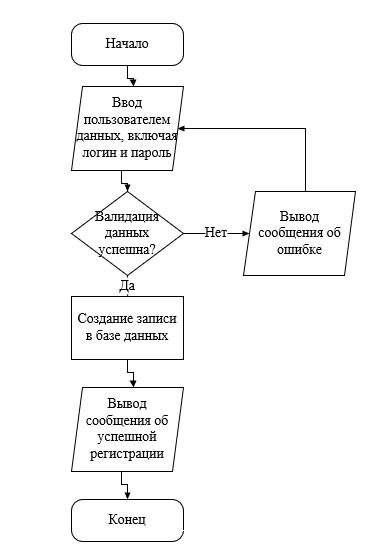 Начало
Ввод
пользователем
данных, включая
логин и пароль
Валидация
данных
успешна?
Нет
Вывод
сообщения об
ошибке
Да
Создание записи
в базе данных
Вывод
сообщения об
успешной
регистрации
Конец